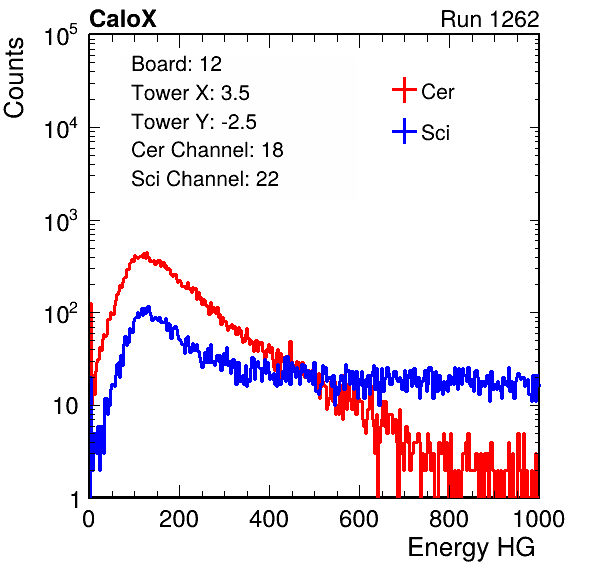 CaloX Run 1262
Counts
Board: 12
Tower X: 3.5
Tower Y: -2.5
Cer Channel: 18
Sci Channel: 22
Cer
Sci
10^5
10^4
10^3
10^2
10
1
0 200 400 600 800 1000
Energy HG